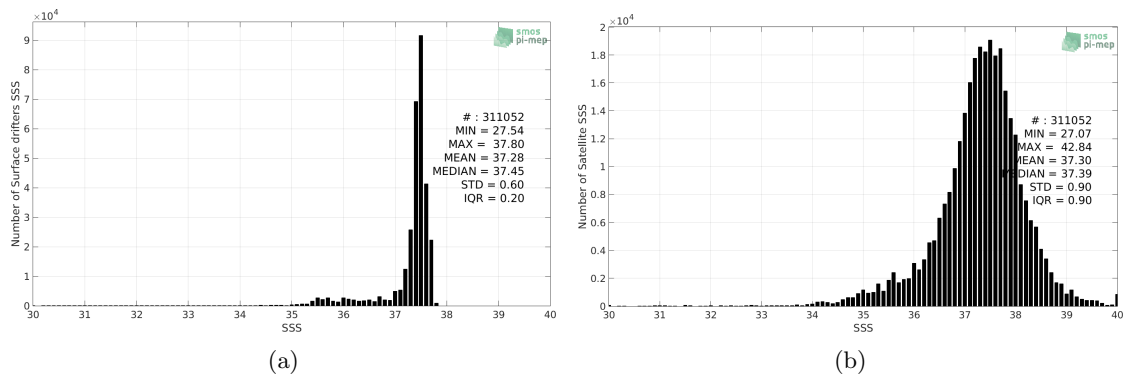 ×10⁴
smos
pi-mep
Number of Surface drifters SSS
9
8
7
6
5
4
3
2
1
0
# : 311052
MIN = 27.54
MAX = 37.80
MEAN = 37.28
MEDIAN = 37.45
STD = 0.60
IQR = 0.20
30 31 32 33 34 35 36 37 38 39 40
SSS
(a)
×10⁴
smos
pi-mep
Number of Satellite SSS
2
1.8
1.6
1.4
1.2
1
0.8
0.6
0.4
0.2
0
# : 311052
MIN = 27.07
MAX = 42.84
MEAN = 37.30
MEDIAN = 37.39
STD = 0.90
IQR = 0.90
30 31 32 33 34 35 36 37 38 39 40
SSS
(b)